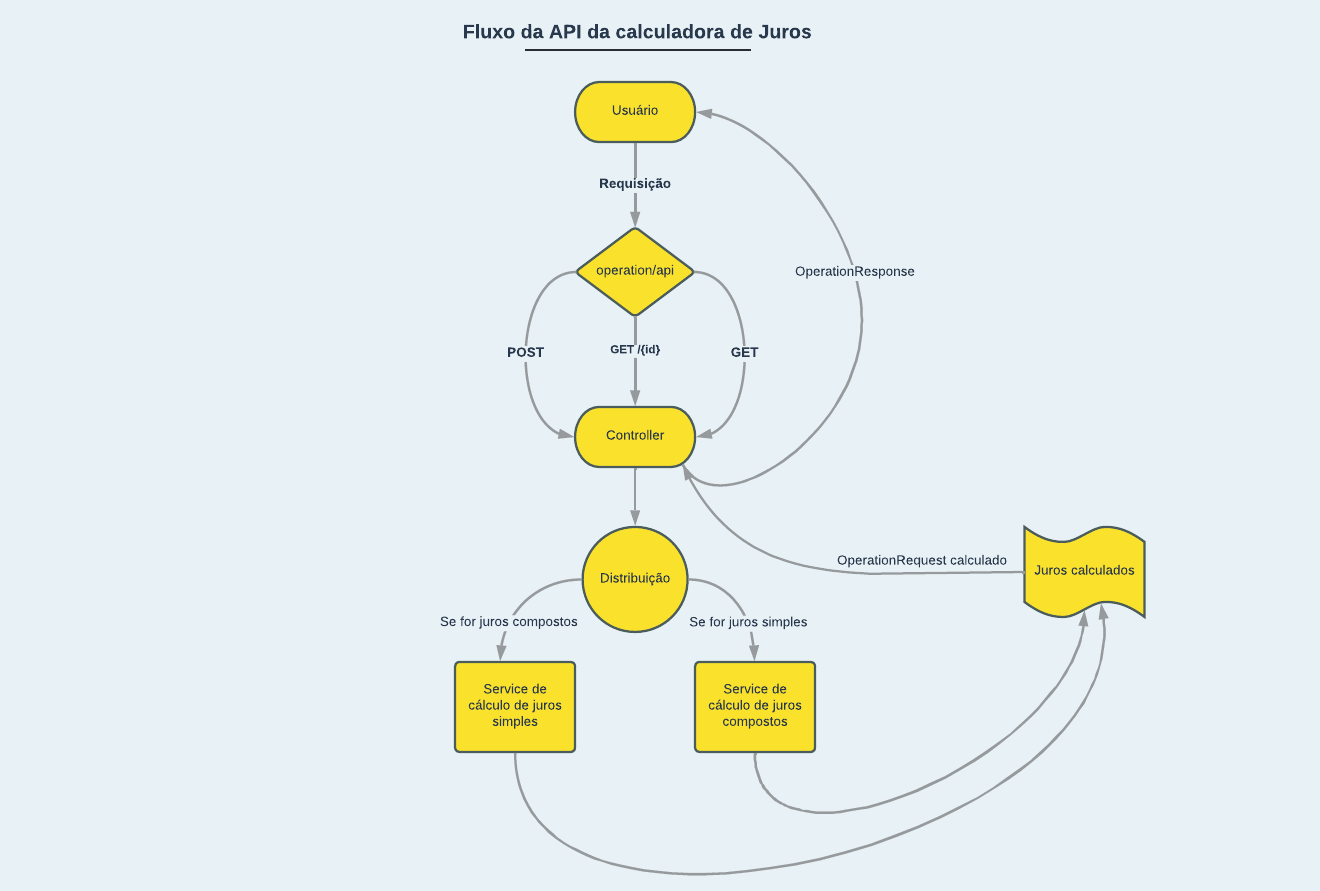 Fluxo da API da calculadora de Juros
Usuário
Requisição
operation/api
OperationResponse
POST
GET /{id}
GET
Controller
OperationRequest calculado
Juros calculados
Distribuição
Se for juros compostos
Se for juros simples
Service de
cálculo de juros
simples
Service de
cálculo de juros
compostos